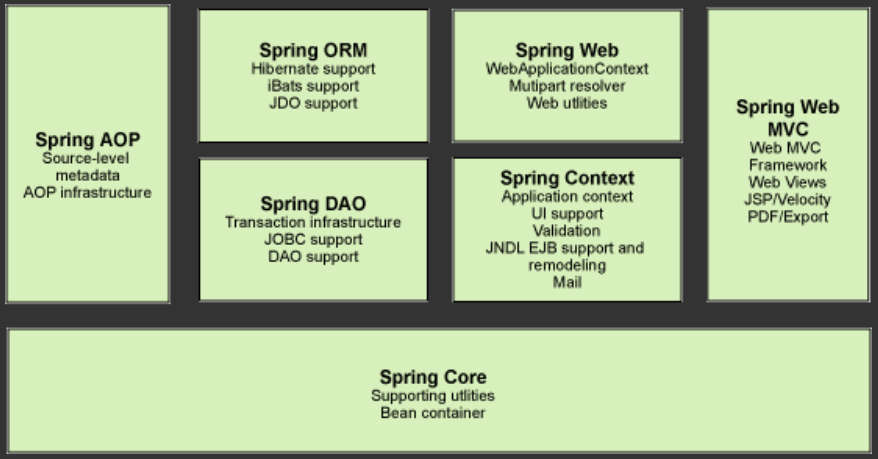 Spring AOP
Source-level
metadata
AOP infrastructure
Spring ORM
Hibernate support
iBats support
JDO support
Spring DAO
Transaction infrastructure
JOBC support
DAO support
Spring Web
WebApplicationContext
Mutipart resolver
Web utlities
Spring Context
Application context
UI support
Validation
JNDL EJB support and
remodeling
Mail
Spring Web
MVC
Web MVC
Framework
Web Views
JSP/Velocity
PDF/Export
Spring Core
Supporting utlities
Bean container